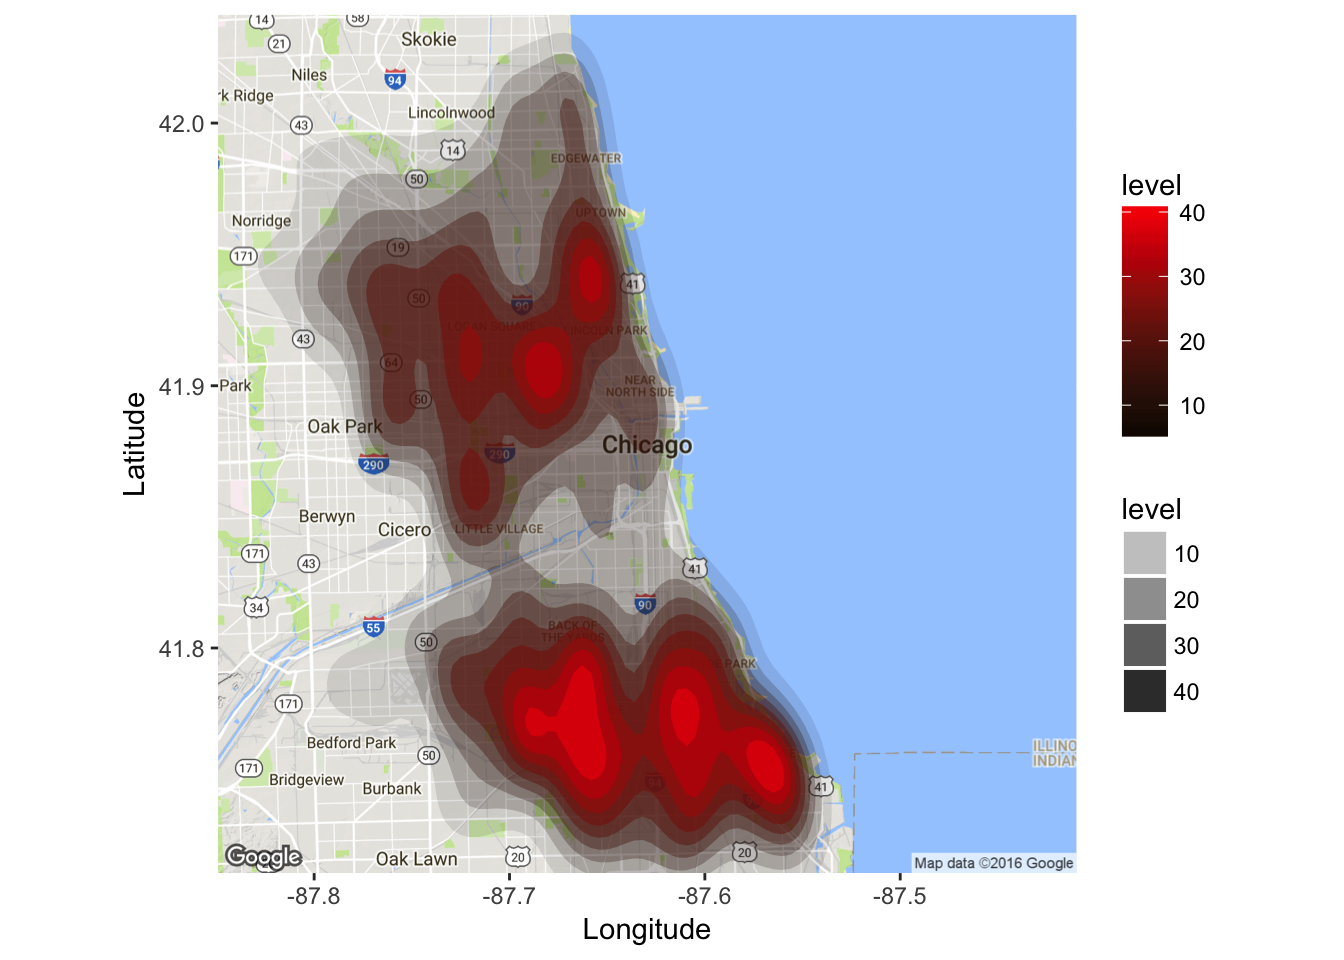 14
58
21
Skokie
Niles
94
rk Ridge
Lincolnwood
43
14
50
EDGEWATER
Norridge
UPTOWN
171
19
41
50
90
LOGAN SQUARE
LINCOLN PARK
43
64
Park
50
NEAR
NORTH SIDE
Oak Park
Chicago
290
290
Berwyn
Cicero
LITTLE VILLAGE
171
43
41
34
90
55
BACK OF
THE YARDS
50
E PARK
171
Bedford Park
50
ILLINO
INDIAN
171
Bridgeview
Burbank
94
41
Google
Oak Lawn
20
20
Map data ©2016 Google
42.0
41.9
41.8
Latitude
-87.8
-87.7
-87.6
-87.5
Longitude
level
40
30
20
10
level
10
20
30
40